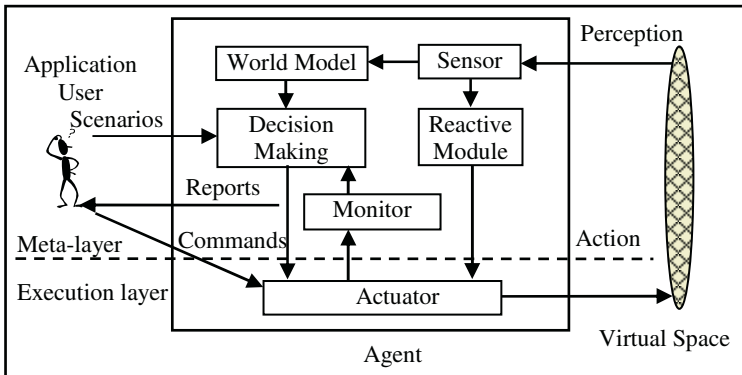 Perception
Application
User
Scenarios
World Model
Sensor
Decision
Making
Reactive
Module
Reports
Monitor
Meta-layer
Commands
Action
Execution layer
Actuator
Virtual Space
Agent
?